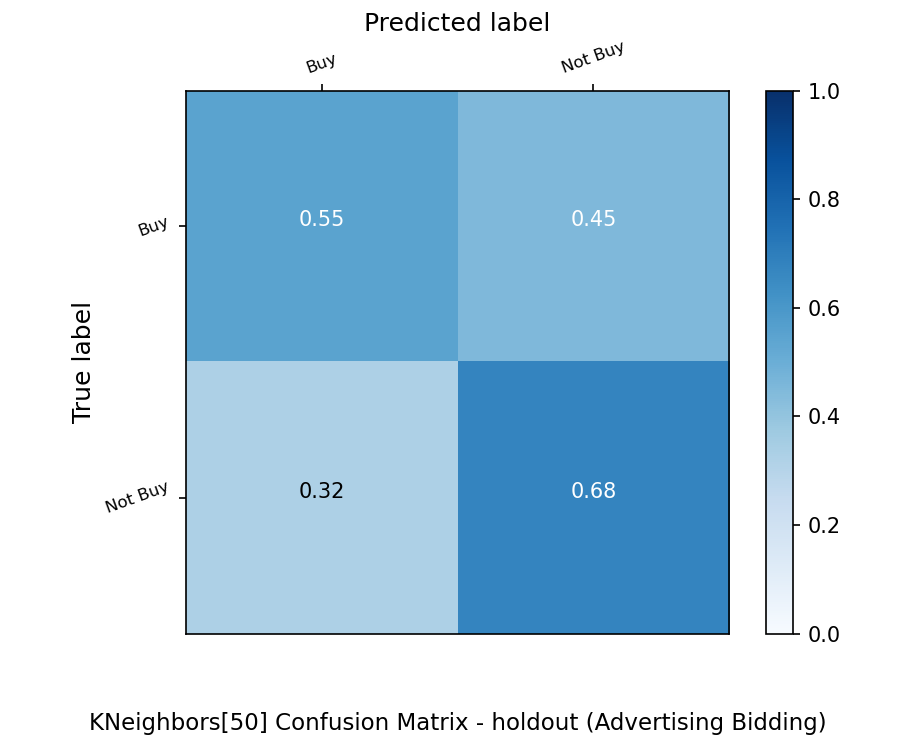 Predicted label
Buy
Not Buy
1.0
0.8
0.6
0.4
0.2
0.0
True label
Buy
0.55
0.45
Not Buy
0.32
0.68
KNeighbors[50] Confusion Matrix - holdout (Advertising Bidding)